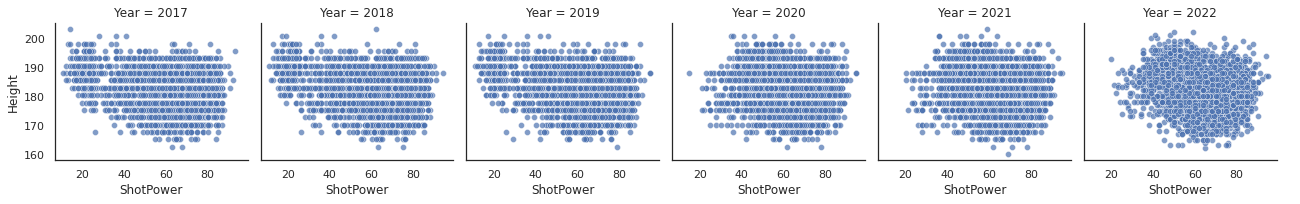 Year = 2017 Year = 2018 Year = 2019 Year = 2020 Year = 2021 Year = 2022
Height
200
190
180
170
160
20 40 60 80 20 40 60 80 20 40 60 80 20 40 60 80 20 40 60 80 20 40 60 80
ShotPower ShotPower ShotPower ShotPower ShotPower ShotPower